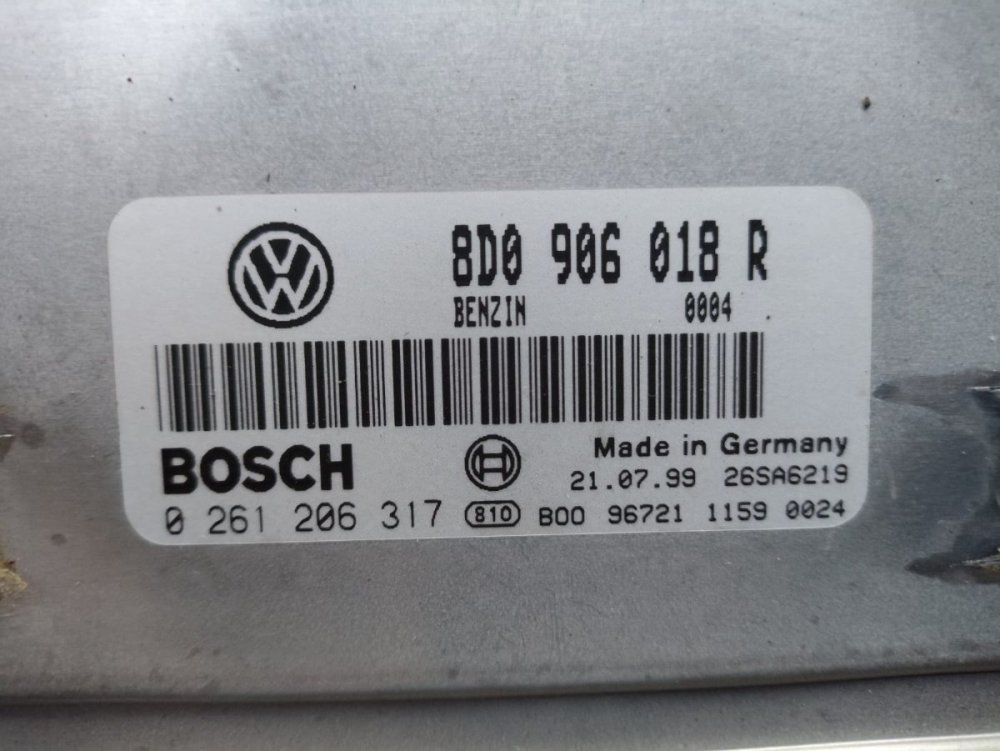 8D0 906 018 R
BENZIN 0004
BOSCH
Made in Germany
21.07.99 26SA6219
0 261 206 317 810 B00 96721 1159 0024